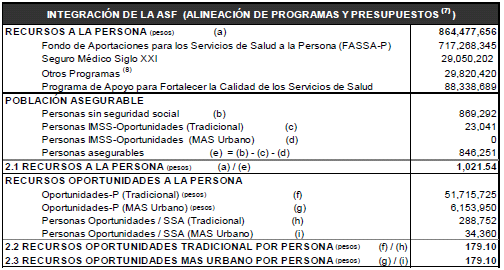 INTEGRACIÓN DE LA ASF (ALINEACIÓN DE PROGRAMAS Y PRESUPUESTOS (7) )
RECURSOS A LA PERSONA (pesos) (a) 864,477,656
Fondo de Aportaciones para los Servicios de Salud a la Persona (FASSA-P) 717,268,345
Seguro Médico Siglo XXI 29,050,202
Otros Programas (8) 29,820,420
Programa de Apoyo para Fortalecer la Calidad de los Servicios de Salud 88,338,689
POBLACIÓN ASEGURABLE
Personas sin seguridad social (b) 869,292
Personas IMSS-Oportunidades (Tradicional) (c) 23,041
Personas IMSS-Oportunidades (MAS Urbano) (d) 0
Personas asegurables (e) = (b) - (c) - (d) 846,251
2.1 RECURSOS A LA PERSONA (pesos) (a) / (e) 1,021.54
RECURSOS OPORTUNIDADES A LA PERSONA
Oportunidades-P (Tradicional) (pesos) (f) 51,715,725
Oportunidades-P (MAS Urbano) (pesos) (g) 6,153,950
Personas Oportunidades / SSA (Tradicional) (h) 288,752
Personas Oportunidades / SSA (MAS Urbano) (i) 34,360
2.2 RECURSOS OPORTUNIDADES TRADICIONAL POR PERSONA (pesos) (f) / (h) 179.10
2.3 RECURSOS OPORTUNIDADES MAS URBANO POR PERSONA (pesos) (g) / (i) 179.10